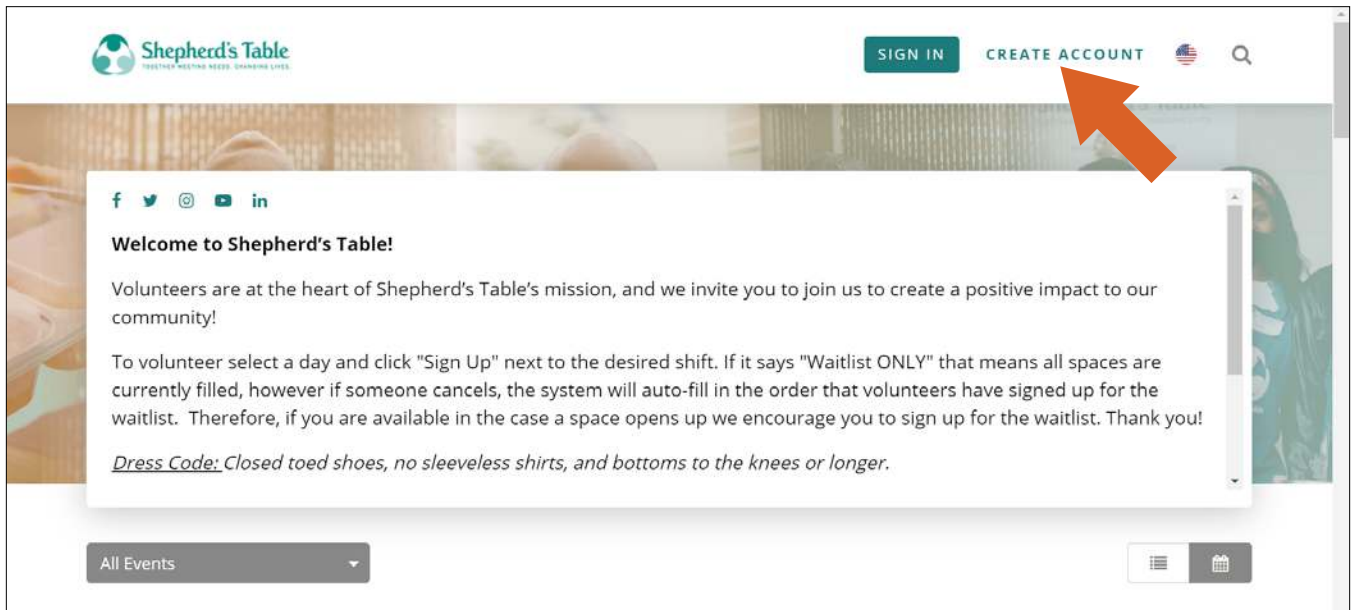 Shepherd's Table
TOGETHER MEETING NEEDS. CHANGING LIVES.
SIGN IN
CREATE ACCOUNT
Welcome to Shepherd's Table!
Volunteers are at the heart of Shepherd's Table's mission, and we invite you to join us to create a positive impact to our
community!
To volunteer select a day and click "Sign Up" next to the desired shift. If it says "Waitlist ONLY" that means all spaces are
currently filled, however if someone cancels, the system will auto-fill in the order that volunteers have signed up for the
waitlist.  Therefore, if you are available in the case a space opens up we encourage you to sign up for the waitlist. Thank you!
Dress Code: Closed toed shoes, no sleeveless shirts, and bottoms to the knees or longer.
All Events